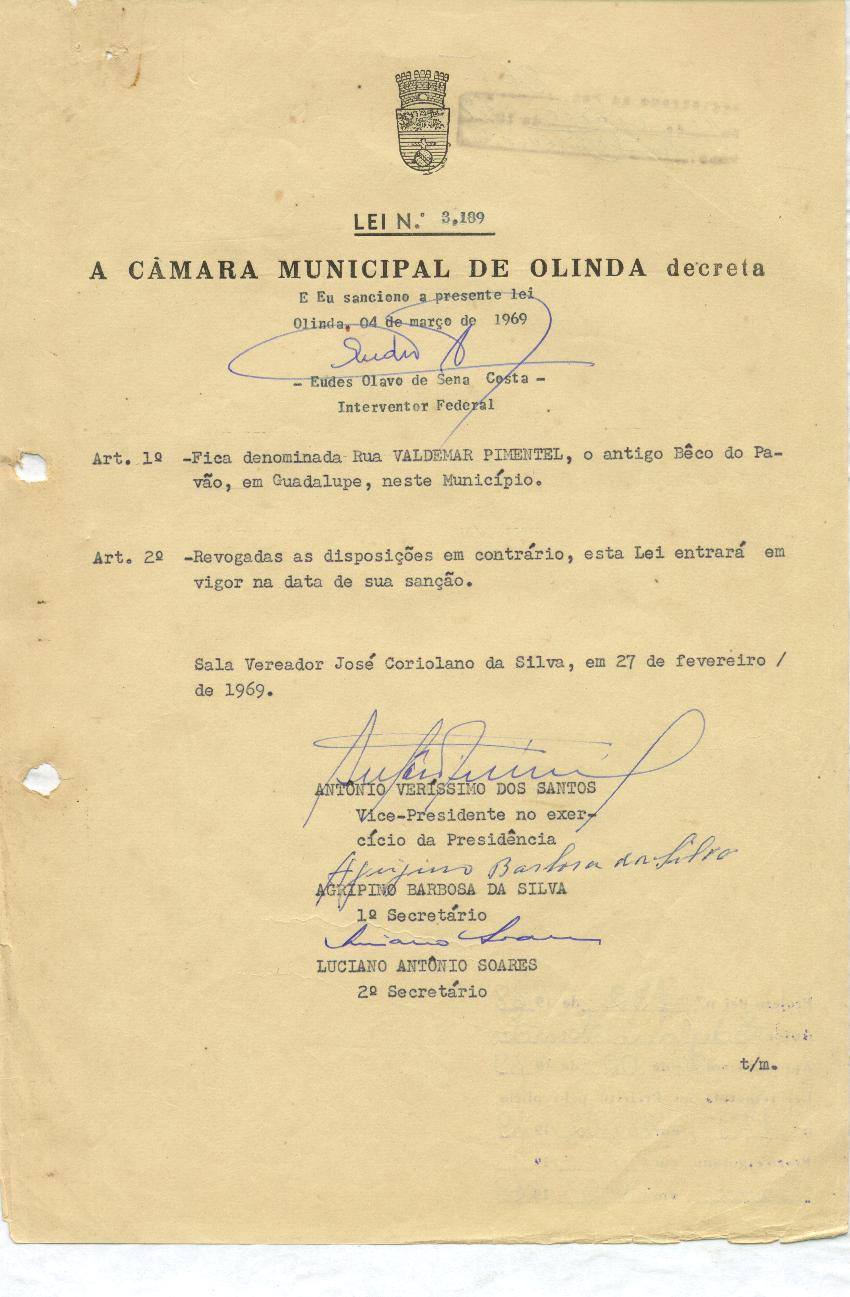 LEI N.° 3.189
A CÂMARA MUNICIPAL DE OLINDA decreta
E Eu sanciono a presente lei
Olinda, 04 de março de 1969
- Eudes Olavo de Sena Costa -
Interventor Federal
Art. 1º -Fica denominada Rua VALDEMAR PIMENTEL, o antigo Bêco do Pa-
vão, em Guadalupe, neste Município.
Art. 2º -Revogadas as disposições em contrário, esta Lei entrará em
vigor na data de sua sanção.
Sala Vereador José Coriolano da Silva, em 27 de fevereiro /
de 1969.
ANTÔNIO VERÍSSIMO DOS SANTOS
Vice-Presidente no exer-
cício da Presidência
Agripino Barbosa da Silva
AGRIPINO BARBOSA DA SILVA
1º Secretário
Luciano Soares
LUCIANO ANTÔNIO SOARES
2º Secretário
t/m.